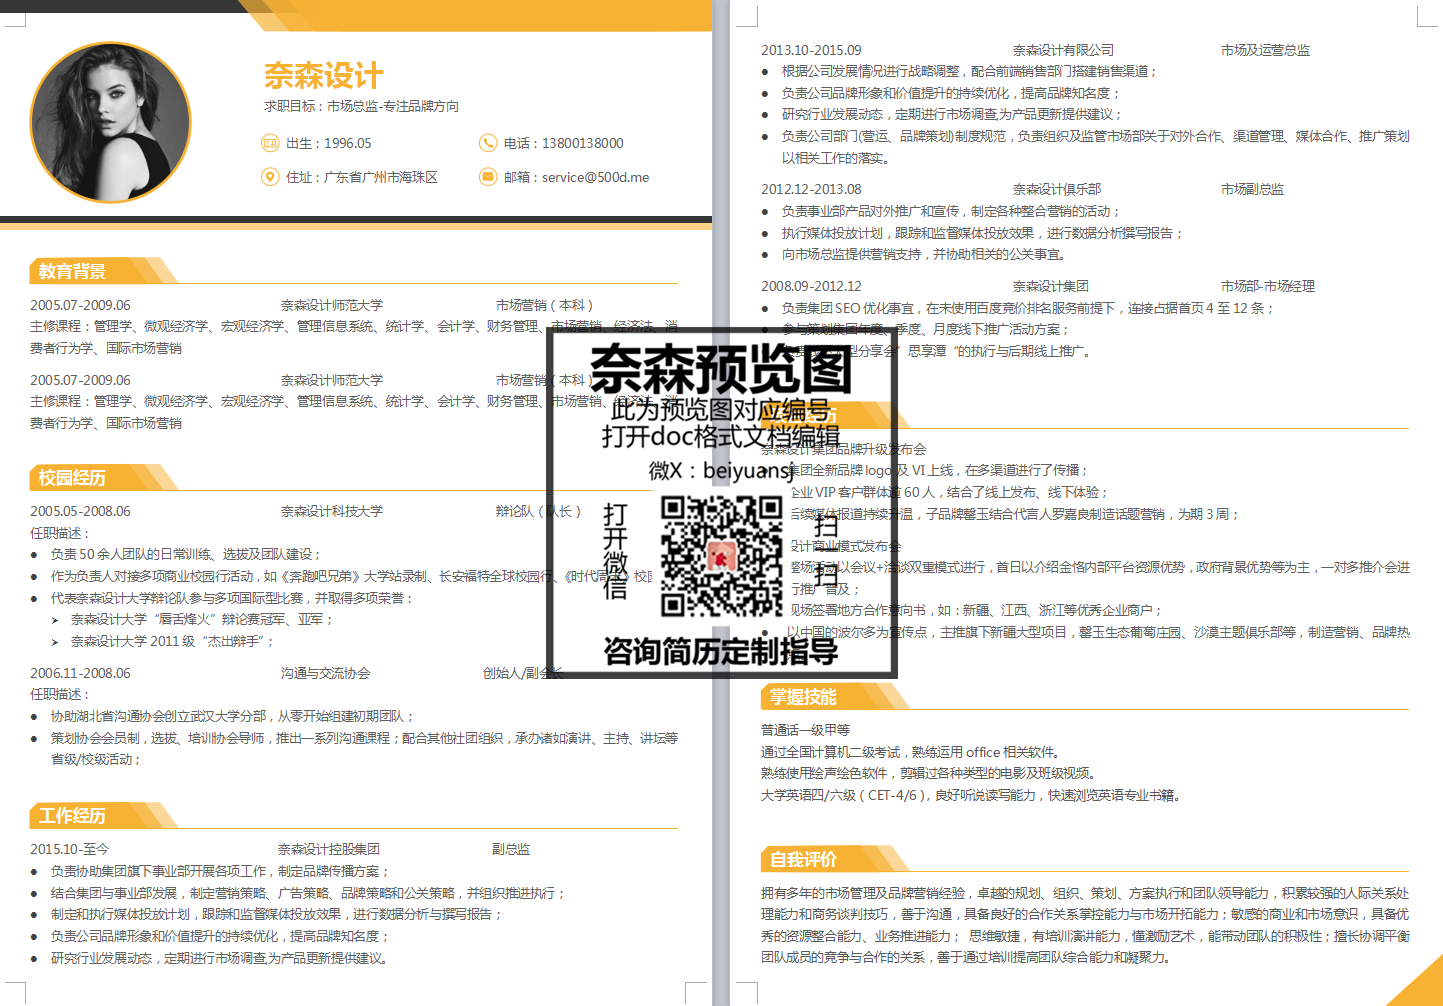 奈森设计
求职目标：市场总监-专注品牌方向
出生：1996.05
电话：13800138000
住址：广东省广州市海珠区
邮箱：service@500d.me
教育背景
2005.07-2009.06 奈森设计师范大学 市场营销（本科）
主修课程：管理学、微观经济学、宏观经济学、管理信息系统、统计学、会计学、财务管理、市场营销、经济法、消
费者行为学、国际市场营销
2005.07-2009.06 奈森设计师范大学 市场营销（本科）
主修课程：管理学、微观经济学、宏观经济学、管理信息系统、统计学、会计学、财务管理、市场营销、经济法、消
费者行为学、国际市场营销
校园经历
2005.05-2008.06 奈森设计科技大学 辩论队（队长）
任职描述：
● 负责 50 余人团队的日常训练、选拔及团队建设；
● 作为负责人对接多项商业校园行活动，如《奔跑吧兄弟》大学站录制、长安福特全球校园行、《时代周末》校园
● 代表奈森设计大学辩论队参与多项国际型比赛，并取得多项荣誉：
➢ 奈森设计大学 “唇舌烽火”辩论赛冠军、亚军；
➢ 奈森设计大学 2011 级“杰出辩手”；
2006.11-2008.06 沟通与交流协会 创始人/副会长
任职描述：
● 协助湖北省沟通协会创立武汉大学分部，从零开始组建初期团队；
● 策划协会会员制，选拔、培训协会导师，推出一系列沟通课程；配合其他社团组织，承办诸如演讲、主持、讲坛等
省级/校级活动；
工作经历
2015.10-至今 奈森设计控股集团 副总监
● 负责协助集团旗下事业部开展各项工作，制定品牌传播方案；
● 结合集团与事业部发展，制定营销策略、广告策略、品牌策略和公关策略，并组织推进执行；
● 制定和执行媒体投放计划，跟踪和监督媒体投放效果，进行数据分析与撰写报告；
● 负责公司品牌形象和价值提升的持续优化，提高品牌知名度；
● 研究行业发展动态，定期进行市场调查,为产品更新提供建议。
2013.10-2015.09 奈森设计有限公司 市场及运营总监
● 根据公司发展情况进行战略调整，配合前端销售部门搭建销售渠道；
● 负责公司品牌形象和价值提升的持续优化，提高品牌知名度；
● 研究行业发展动态，定期进行市场调查,为产品更新提供建议；
● 负责公司部门(营运、品牌策划)制度规范，负责组织及监管市场部关于对外合作、渠道管理、媒体合作、推广策划
以相关工作的落实。
2012.12-2013.08 奈森设计俱乐部 市场副总监
● 负责事业部产品对外推广和宣传，制定各种整合营销的活动；
● 执行媒体投放计划，跟踪和监督媒体投放效果，进行数据分析撰写报告；
● 向市场总监提供营销支持，并协助相关的公关事宜。
2008.09-2012.12 奈森设计集团 市场部-市场经理
● 负责集团 SEO 优化事宜，在未使用百度竞价排名服务前提下，连接占据首页 4 至 12 条；
● 参与策划集团年度、季度、月度线下推广活动方案；
型分享会”思享潭“的执行与后期线上推广。
奈森设计集团品牌升级发布会
集团全新品牌 logo 及 VI 上线，在多渠道进行了传播；
企业 VIP 客户群体逾 60 人，结合了线上发布、线下体验；
后续媒体报道持续升温，子品牌罄玉结合代言人罗嘉良制造话题营销，为期 3 周；
设计商业模式发布会
整场活动以会议+洽谈双重模式进行，首日以介绍金恪内部平台资源优势，政府背景优势等为主，一对多推介会进
行推广普及；
现场签署地方合作意向书，如：新疆、江西、浙江等优秀企业商户；
● 以中国的波尔多为宣传点，主推旗下新疆大型项目，罄玉生态葡萄庄园、沙漠主题俱乐部等，制造营销、品牌热
掌握技能
普通话一级甲等
通过全国计算机二级考试，熟练运用 office 相关软件。
熟练使用绘声绘色软件，剪辑过各种类型的电影及班级视频。
大学英语四/六级（CET-4/6），良好听说读写能力，快速浏览英语专业书籍。
自我评价
拥有多年的市场管理及品牌营销经验，卓越的规划、组织、策划、方案执行和团队领导能力，积累较强的人际关系处
理能力和商务谈判技巧，善于沟通，具备良好的合作关系掌控能力与市场开拓能力；敏感的商业和市场意识，具备优
秀的资源整合能力、业务推进能力； 思维敏捷，有培训演讲能力，懂激励艺术，能带动团队的积极性；擅长协调平衡
团队成员的竞争与合作的关系，善于通过培训提高团队综合能力和凝聚力。
奈森预览图
此为预览图对应编号
打开doc格式文档编辑
微X：beiyuansj
打开微信
扫一扫
咨询简历定制指导